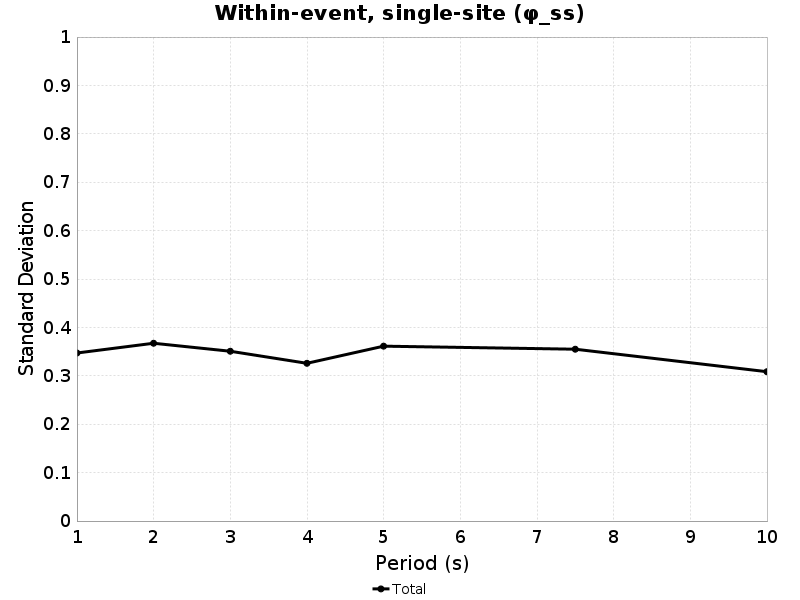 Within-event, single-site (φ_ss)
1
0.9
0.8
0.7
0.6
0.5
0.4
0.3
0.2
0.1
0
Standard Deviation
1 2 3 4 5 6 7 8 9 10
Period (s)
Total